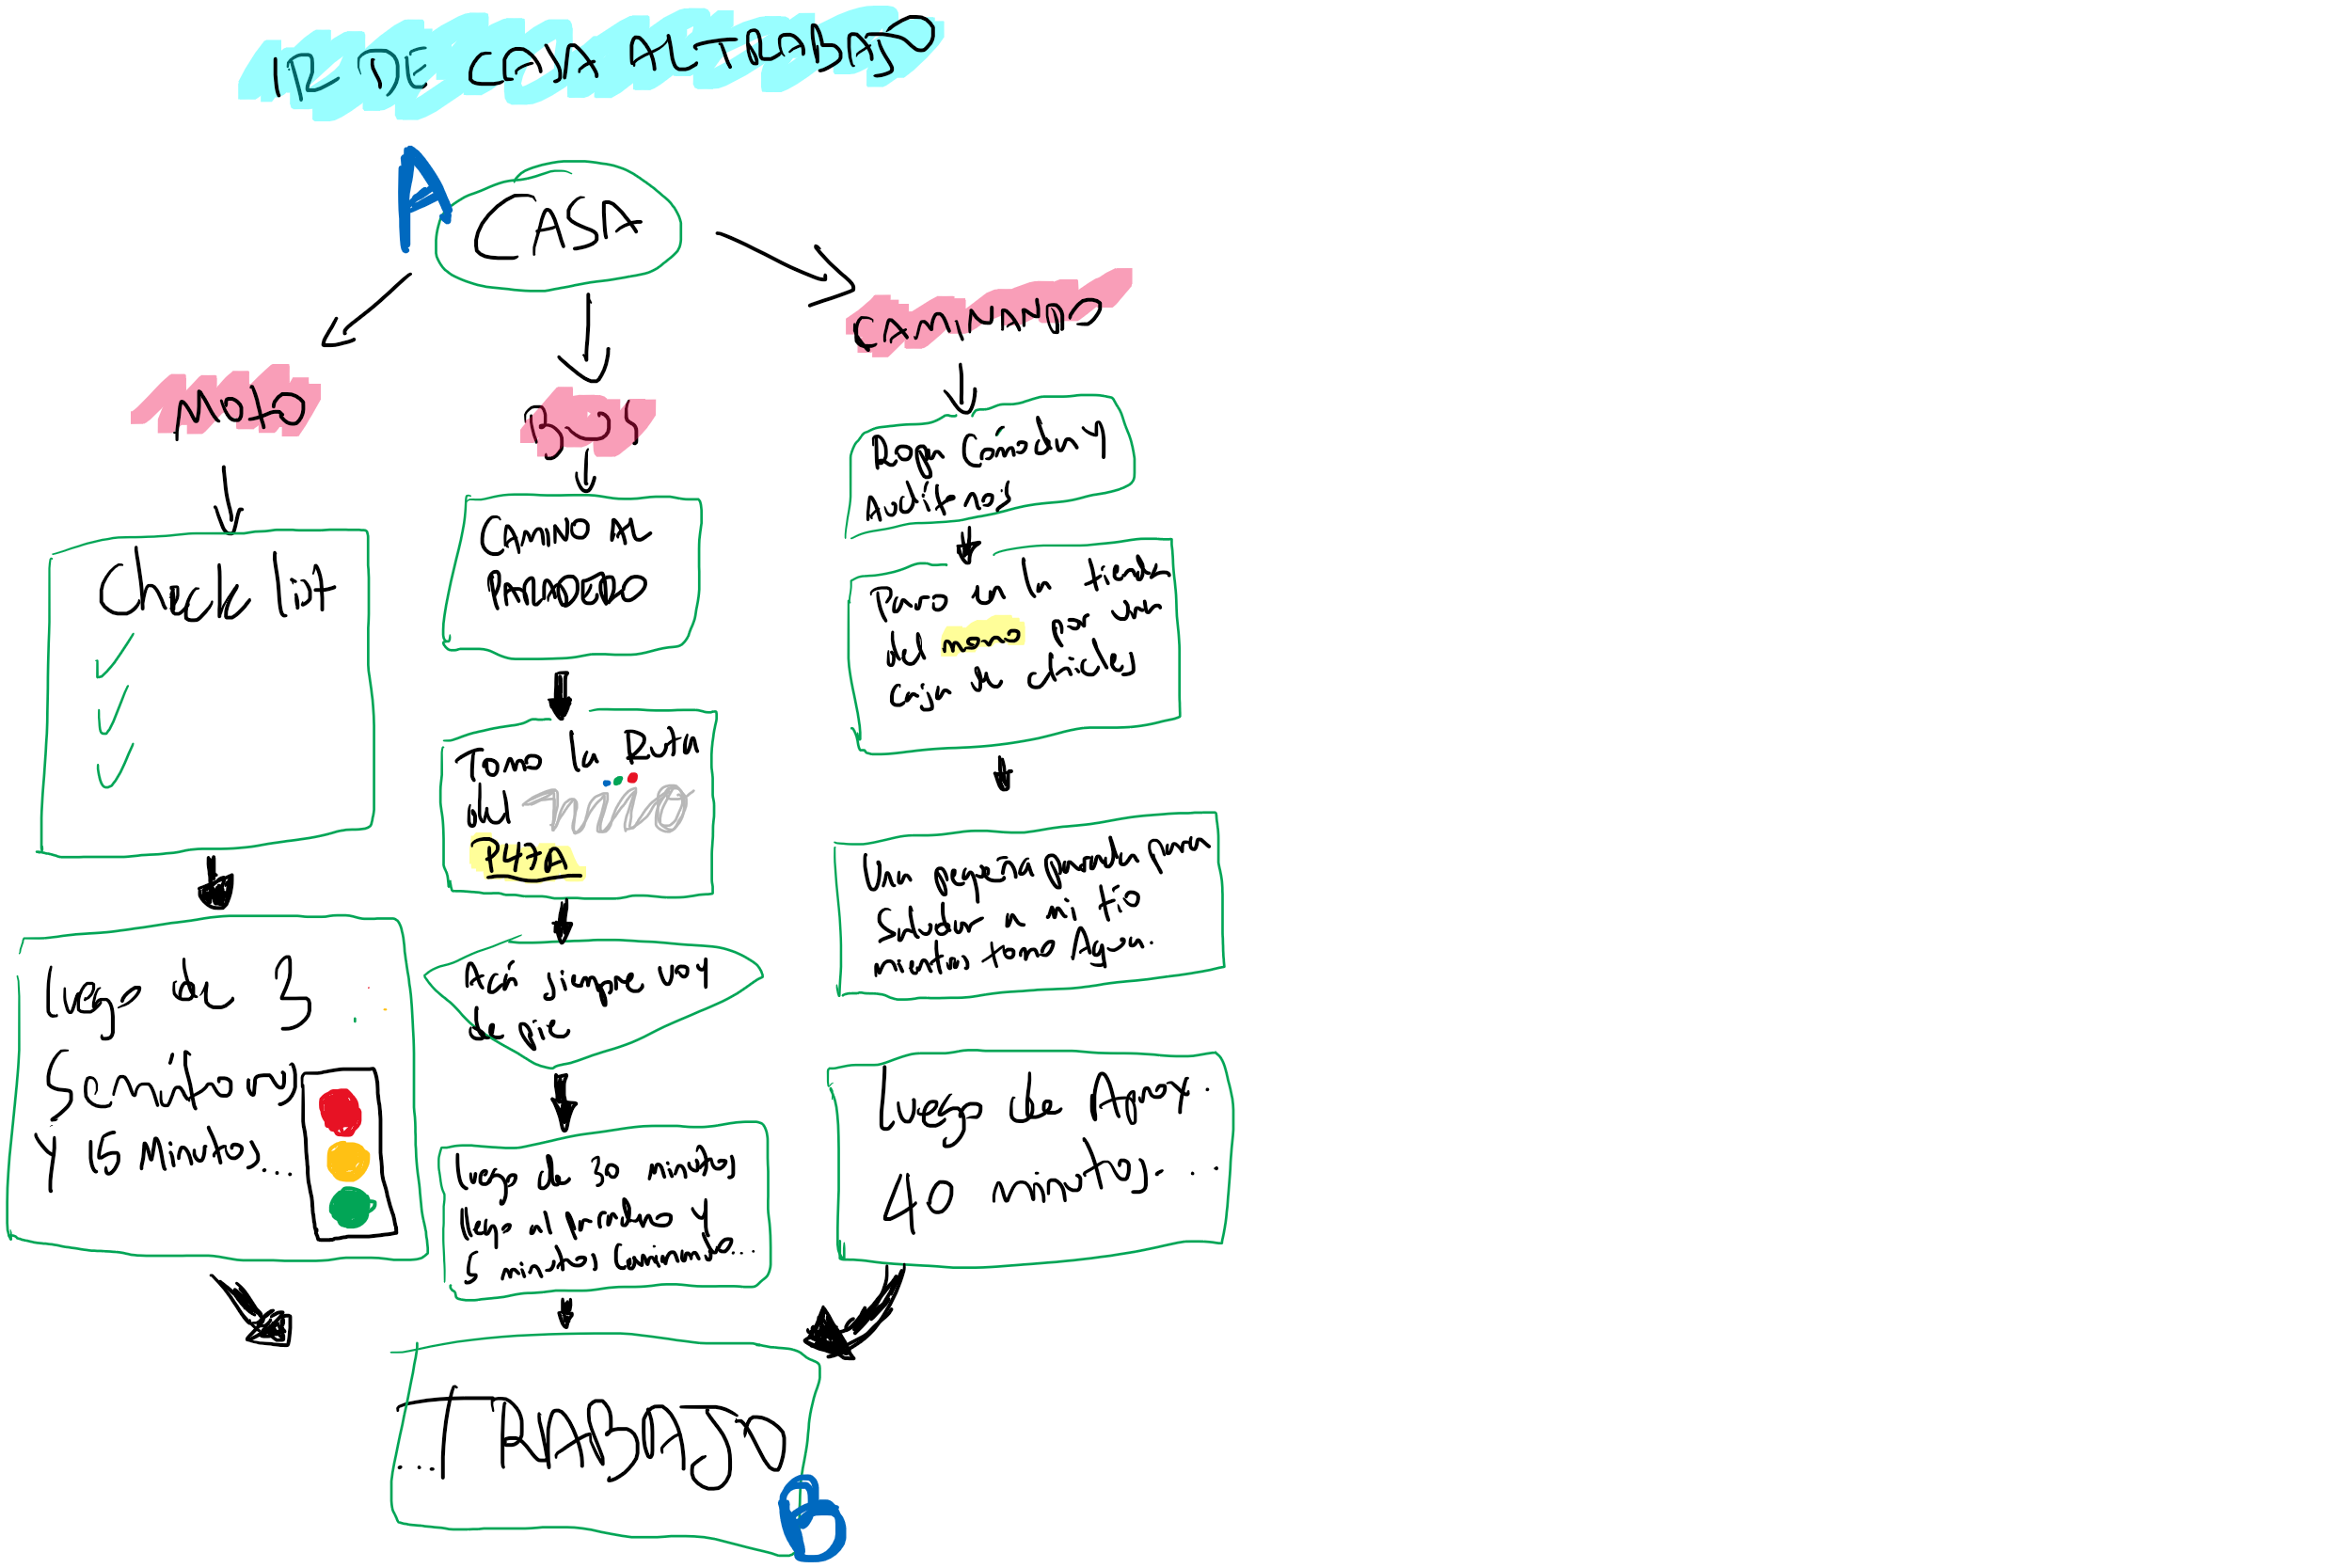 IR DE CASA AL TRABAJO
A
CASA
CAMINANDO
MOTO
BUS
Check list
Luego de 3
Semáforos
Y 15 Minutos...
CAMINO AL
PARADERO
Tomo la Ruta
del mio
P47A
Acá siempre voy
de pie
Luego de 30 minutos
llego al paradero y
5 minutos Caminando...
Ropa Cómoda y
Audífonos
Paro en la tienda
del mono por una
Caja de chicles
Una pequeña parada para
Saludar a mi tío
mientras tomo Agua.
Luego de Aprox.
40 minutos...
...TRABAJO
B